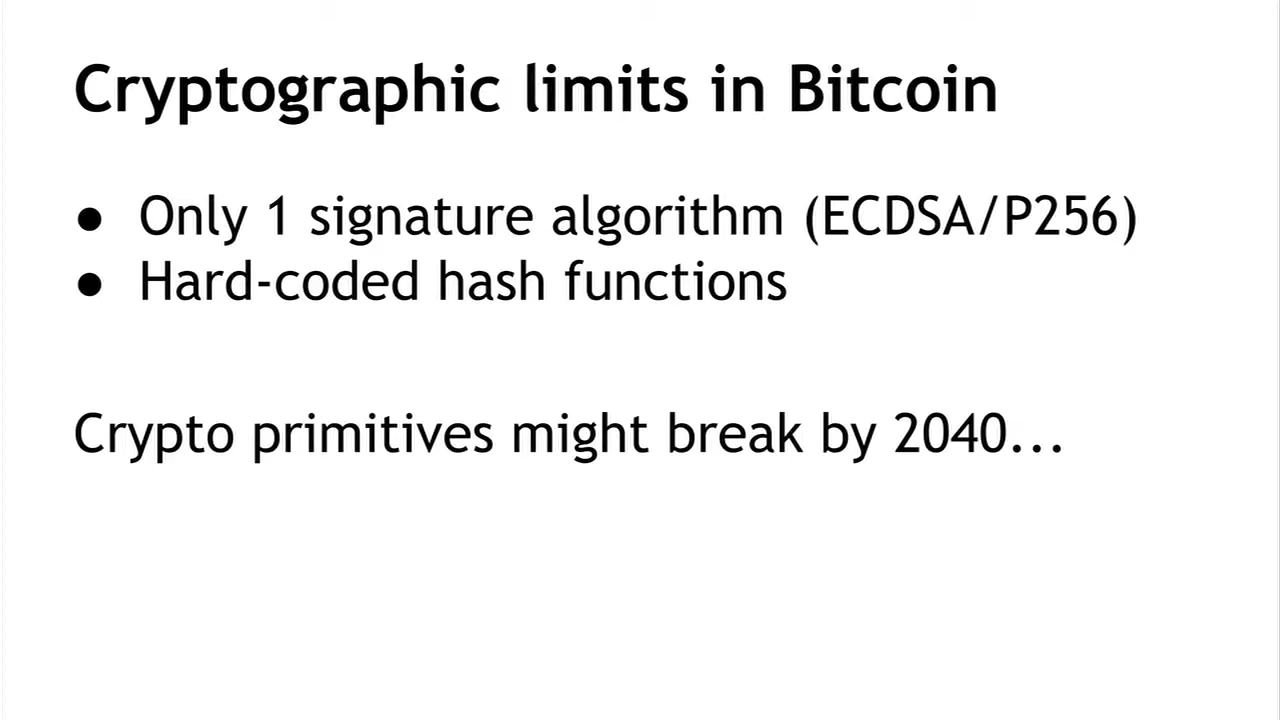 Cryptographic limits in Bitcoin
● Only 1 signature algorithm (ECDSA/P256)
● Hard-coded hash functions
Crypto primitives might break by 2040...